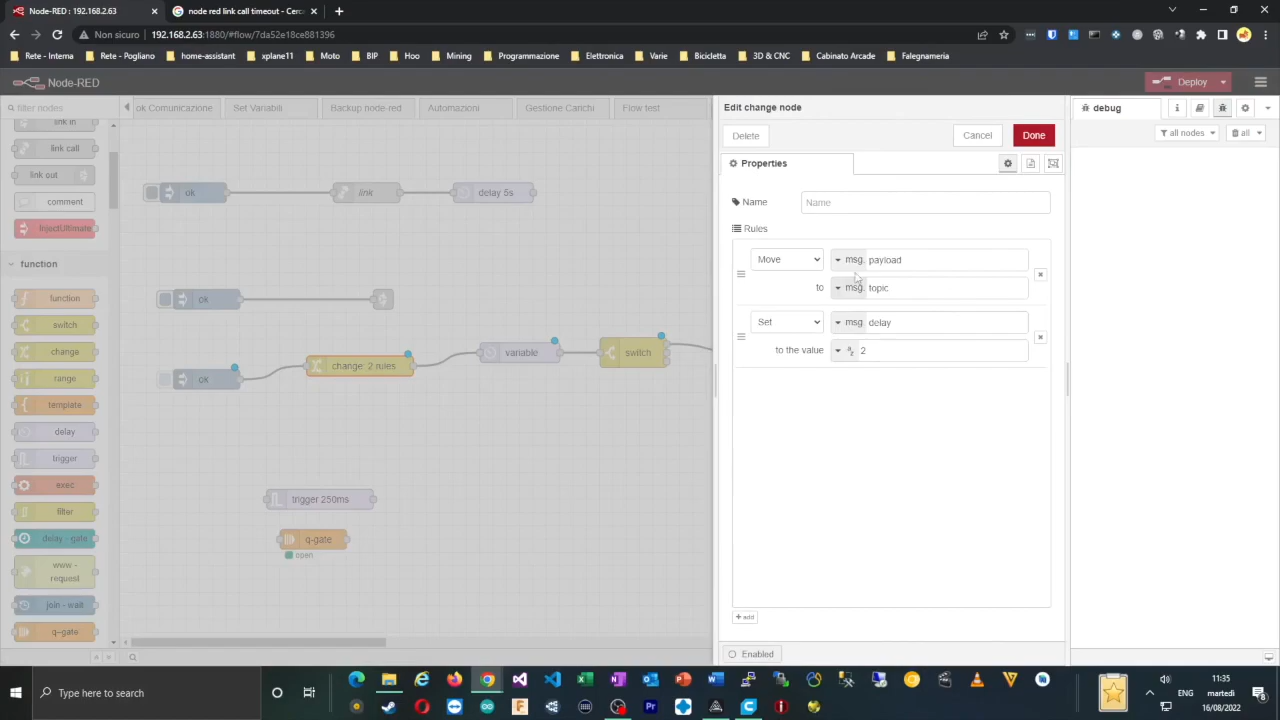 Node-RED : 192.168.2.63
node red link call timeout - Cerc
Non sicuro
192.168.2.63:1880/#flow/7da52e18ce881396
Rete - Interna
Rete - Pogliano
home-assistant
xplane11
Moto
BIP
Hoo
Mining
Programmazione
Elettronica
Varie
Bicicletta
3D & CNC
Cabinato Arcade
Falegnameria
Node-RED
Deploy
filter nodes
ok Comunicazione
Set Variabili
Backup node-red
Automazioni
Gestione Carichi
Flow test
Edit change node
debug
link in
link call
link out
comment
InjectUltimate
function
function
switch
change
range
template
delay
trigger
exec
filter
delay - gate
www -
request
join - wait
q-gate
ok
link
delay 5s
ok
ok
change: 2 rules
variable
switch
trigger 250ms
q-gate
open
Delete
Cancel
Done
Properties
Name
Name
Rules
Move
msg. payload
to
msg. topic
Set
msg. delay
to the value
2
add
Enabled
all nodes
all
Type here to search
ENG
11:35
martedì
16/08/2022
8